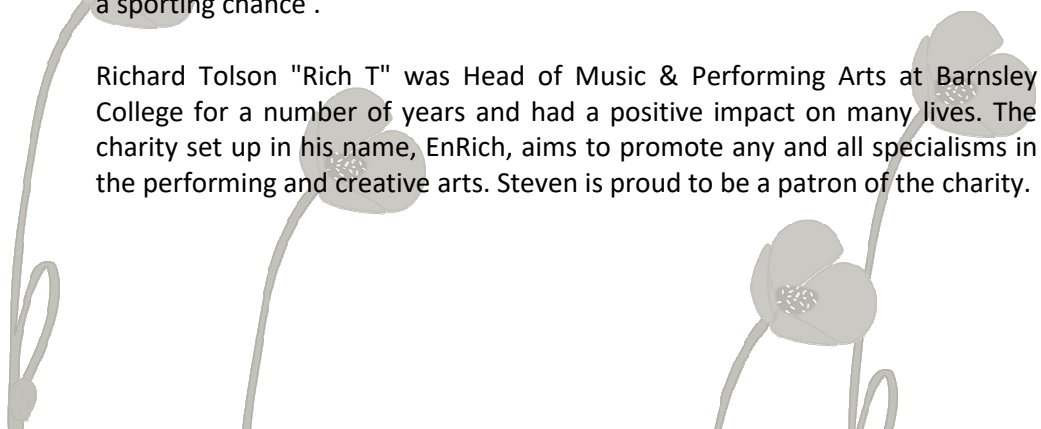 a sporting chance'.
Richard Tolson "Rich T" was Head of Music & Performing Arts at Barnsley
College for a number of years and had a positive impact on many lives. The
charity set up in his name, EnRich, aims to promote any and all specialisms in
the performing and creative arts. Steven is proud to be a patron of the charity.